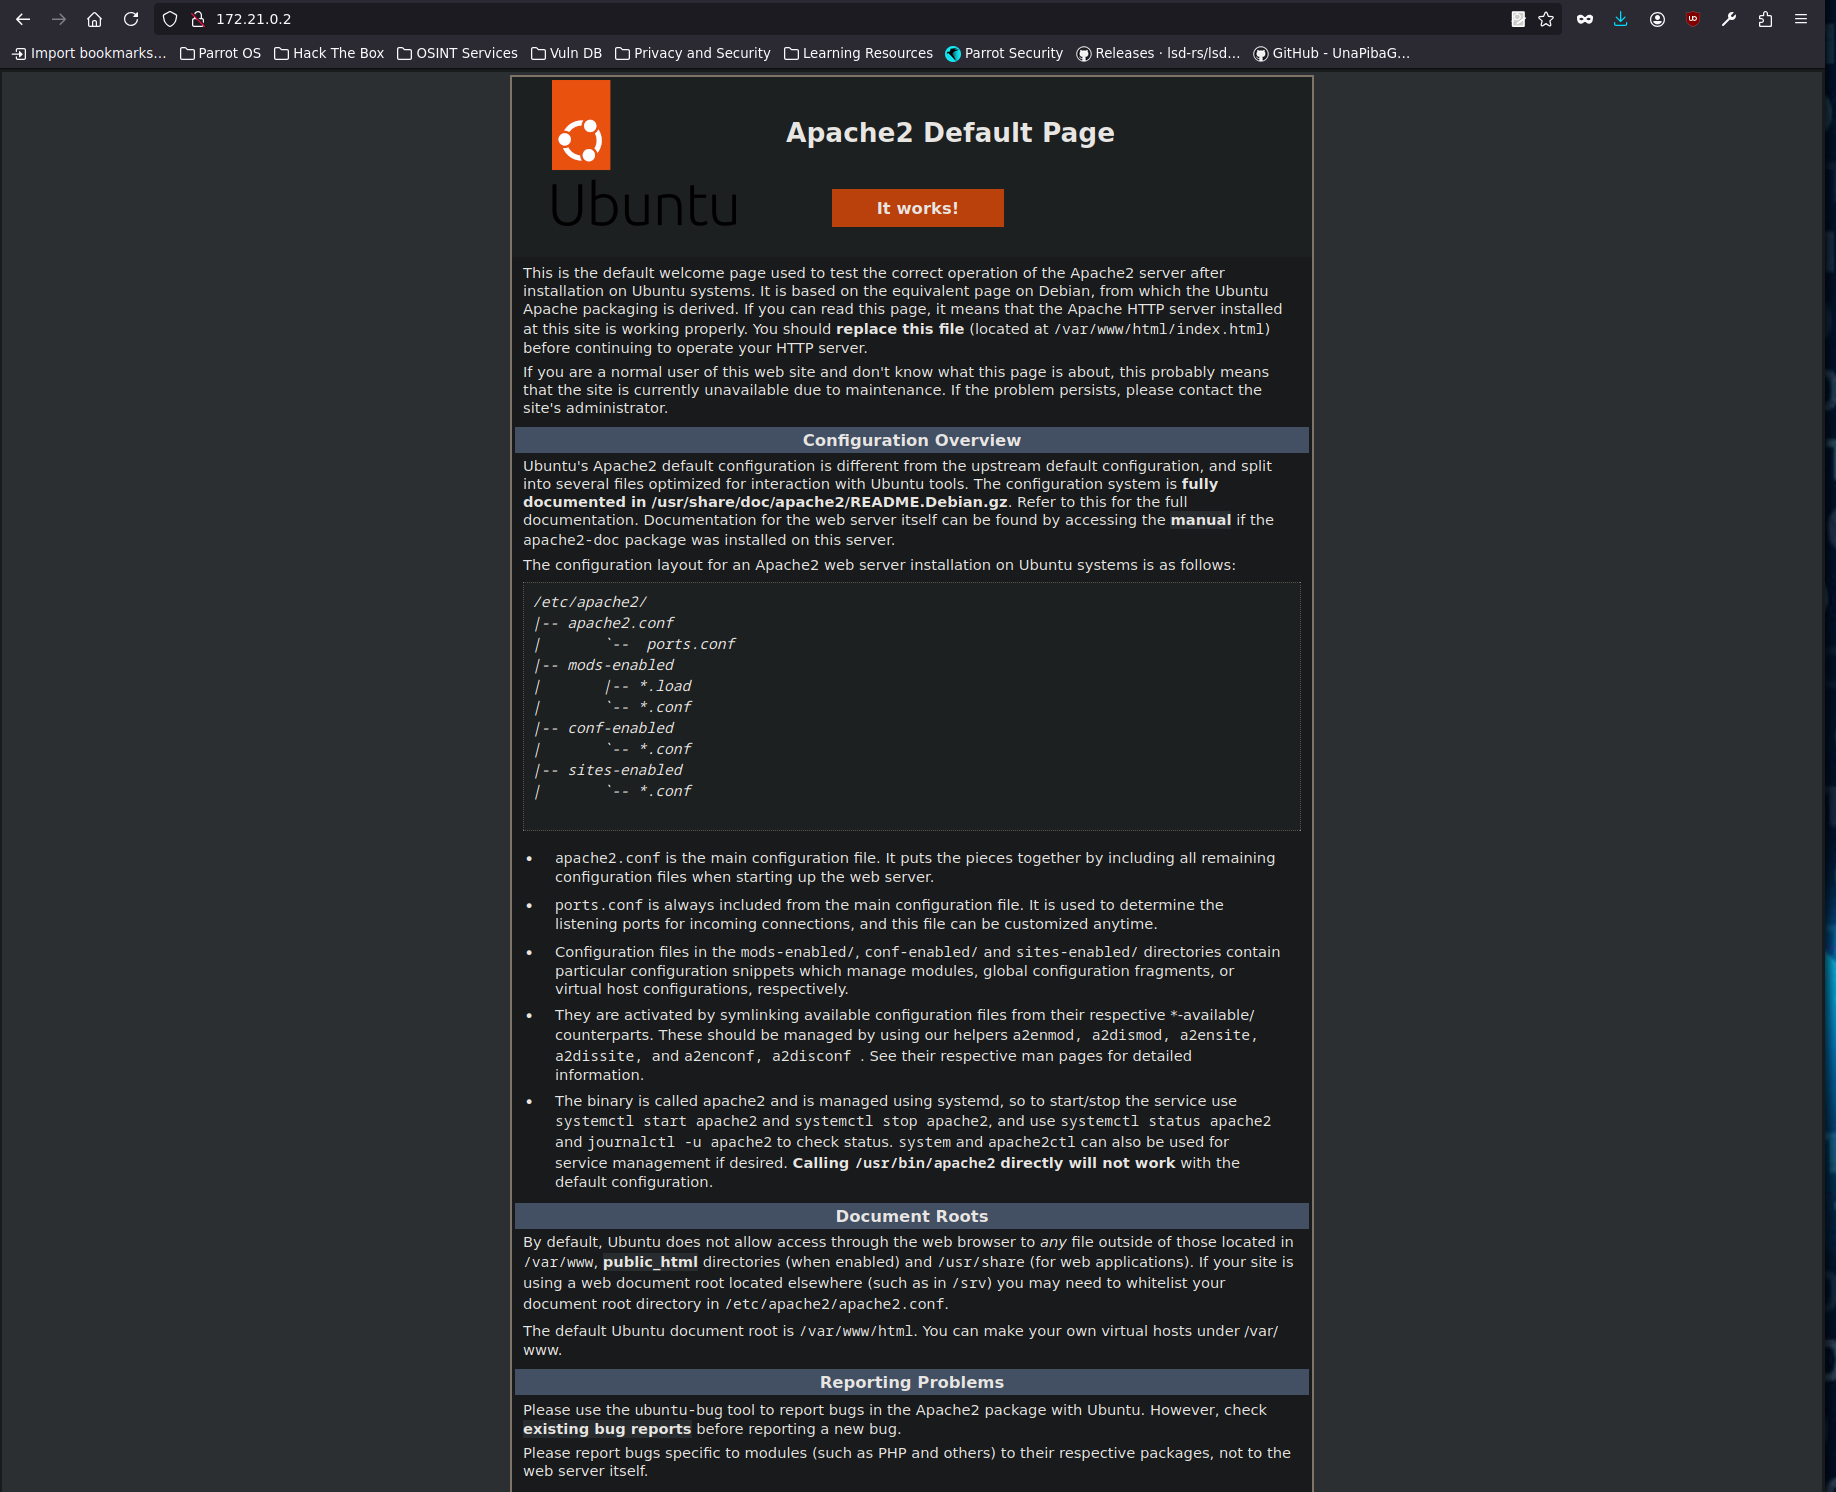 172.21.0.2
Import bookmarks... Parrot OS Hack The Box OSINT Services Vuln DB Privacy and Security Learning Resources Parrot Security Releases · lsd-rs/lsd... GitHub - UnaPibaG...
Apache2 Default Page
Ubuntu
It works!
This is the default welcome page used to test the correct operation of the Apache2 server after
installation on Ubuntu systems. It is based on the equivalent page on Debian, from which the Ubuntu
Apache packaging is derived. If you can read this page, it means that the Apache HTTP server installed
at this site is working properly. You should replace this file (located at /var/www/html/index.html)
before continuing to operate your HTTP server.
If you are a normal user of this web site and don't know what this page is about, this probably means
that the site is currently unavailable due to maintenance. If the problem persists, please contact the
site's administrator.
Configuration Overview
Ubuntu's Apache2 default configuration is different from the upstream default configuration, and split
into several files optimized for interaction with Ubuntu tools. The configuration system is fully
documented in /usr/share/doc/apache2/README.Debian.gz. Refer to this for the full
documentation. Documentation for the web server itself can be found by accessing the manual if the
apache2-doc package was installed on this server.
The configuration layout for an Apache2 web server installation on Ubuntu systems is as follows:
/etc/apache2/
|-- apache2.conf
|       `--  ports.conf
|-- mods-enabled
|       |-- *.load
|       `-- *.conf
|-- conf-enabled
|       `-- *.conf
|-- sites-enabled
|       `-- *.conf
• apache2.conf is the main configuration file. It puts the pieces together by including all remaining
configuration files when starting up the web server.
• ports.conf is always included from the main configuration file. It is used to determine the
listening ports for incoming connections, and this file can be customized anytime.
• Configuration files in the mods-enabled/, conf-enabled/ and sites-enabled/ directories contain
particular configuration snippets which manage modules, global configuration fragments, or
virtual host configurations, respectively.
• They are activated by symlinking available configuration files from their respective *-available/
counterparts. These should be managed by using our helpers a2enmod, a2dismod, a2ensite,
a2dissite, and a2enconf, a2disconf . See their respective man pages for detailed
information.
• The binary is called apache2 and is managed using systemd, so to start/stop the service use
systemctl start apache2 and systemctl stop apache2, and use systemctl status apache2
and journalctl -u apache2 to check status. system and apache2ctl can also be used for
service management if desired. Calling /usr/bin/apache2 directly will not work with the
default configuration.
Document Roots
By default, Ubuntu does not allow access through the web browser to any file outside of those located in
/var/www, public_html directories (when enabled) and /usr/share (for web applications). If your site is
using a web document root located elsewhere (such as in /srv) you may need to whitelist your
document root directory in /etc/apache2/apache2.conf.
The default Ubuntu document root is /var/www/html. You can make your own virtual hosts under /var/
www.
Reporting Problems
Please use the ubuntu-bug tool to report bugs in the Apache2 package with Ubuntu. However, check
existing bug reports before reporting a new bug.
Please report bugs specific to modules (such as PHP and others) to their respective packages, not to the
web server itself.